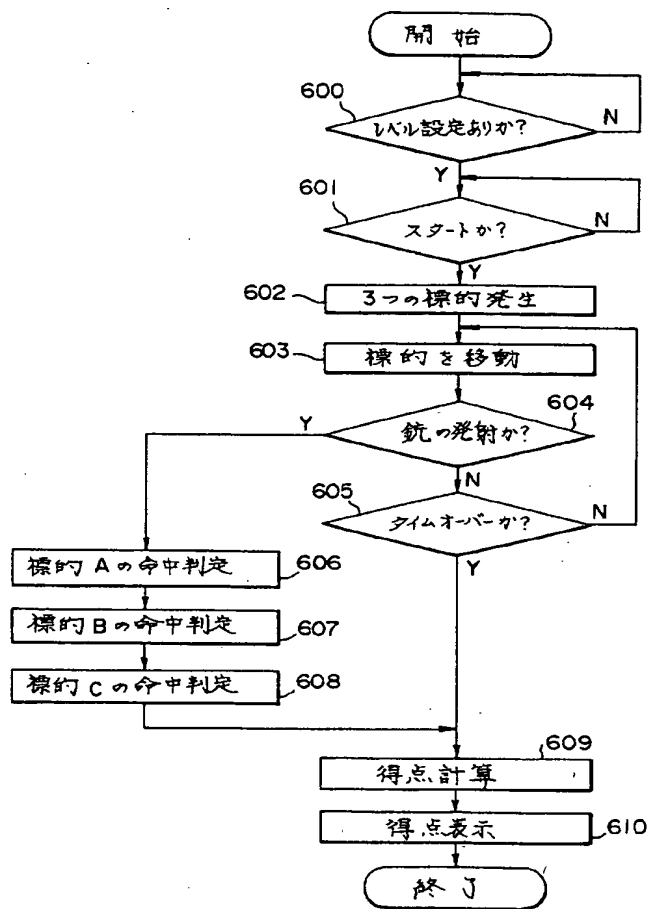 開始
600
レベル設定ありか?
N
Y
601
スタートか?
N
Y
602
3つの標的発生
603
標的を移動
604
銃の発射か?
Y
N
605
タイムオーバーか?
N
Y
標的Aの命中判定
606
標的Bの命中判定
607
標的Cの命中判定
608
609
得点計算
得点表示
610
終了